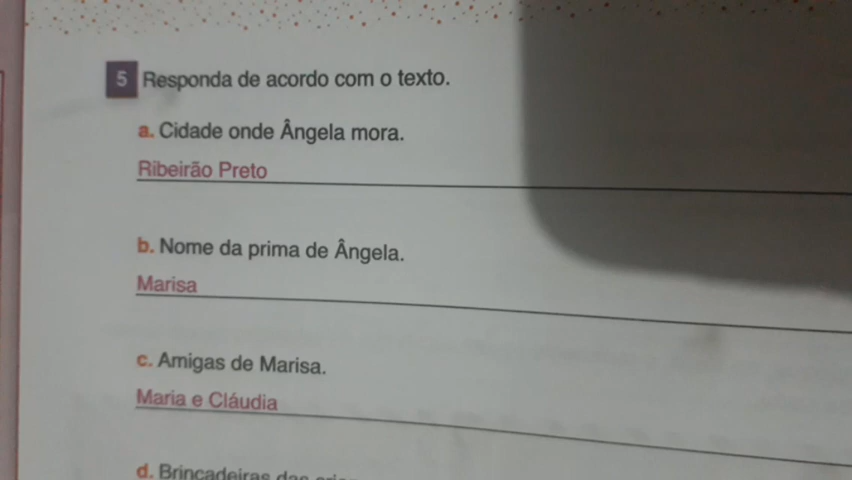 5 Responda de acordo com o texto.
a. Cidade onde Ângela mora.
Ribeirão Preto
b. Nome da prima de Ângela.
Marisa
c. Amigas de Marisa.
Maria e Cláudia
d. Brincadeiras das